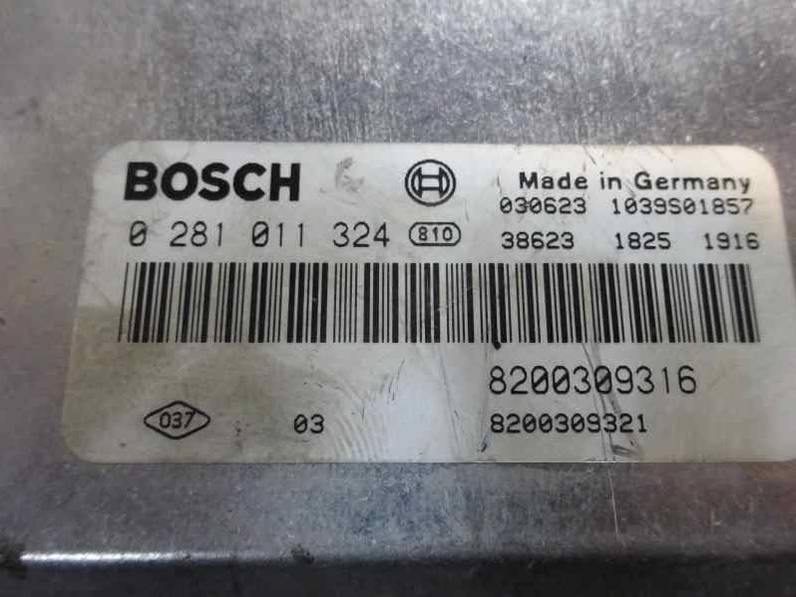 BOSCH Made in Germany
030623 1039S01857
0 281 011 324 810 38623 1825 1916
8200309316
037 03 8200309321